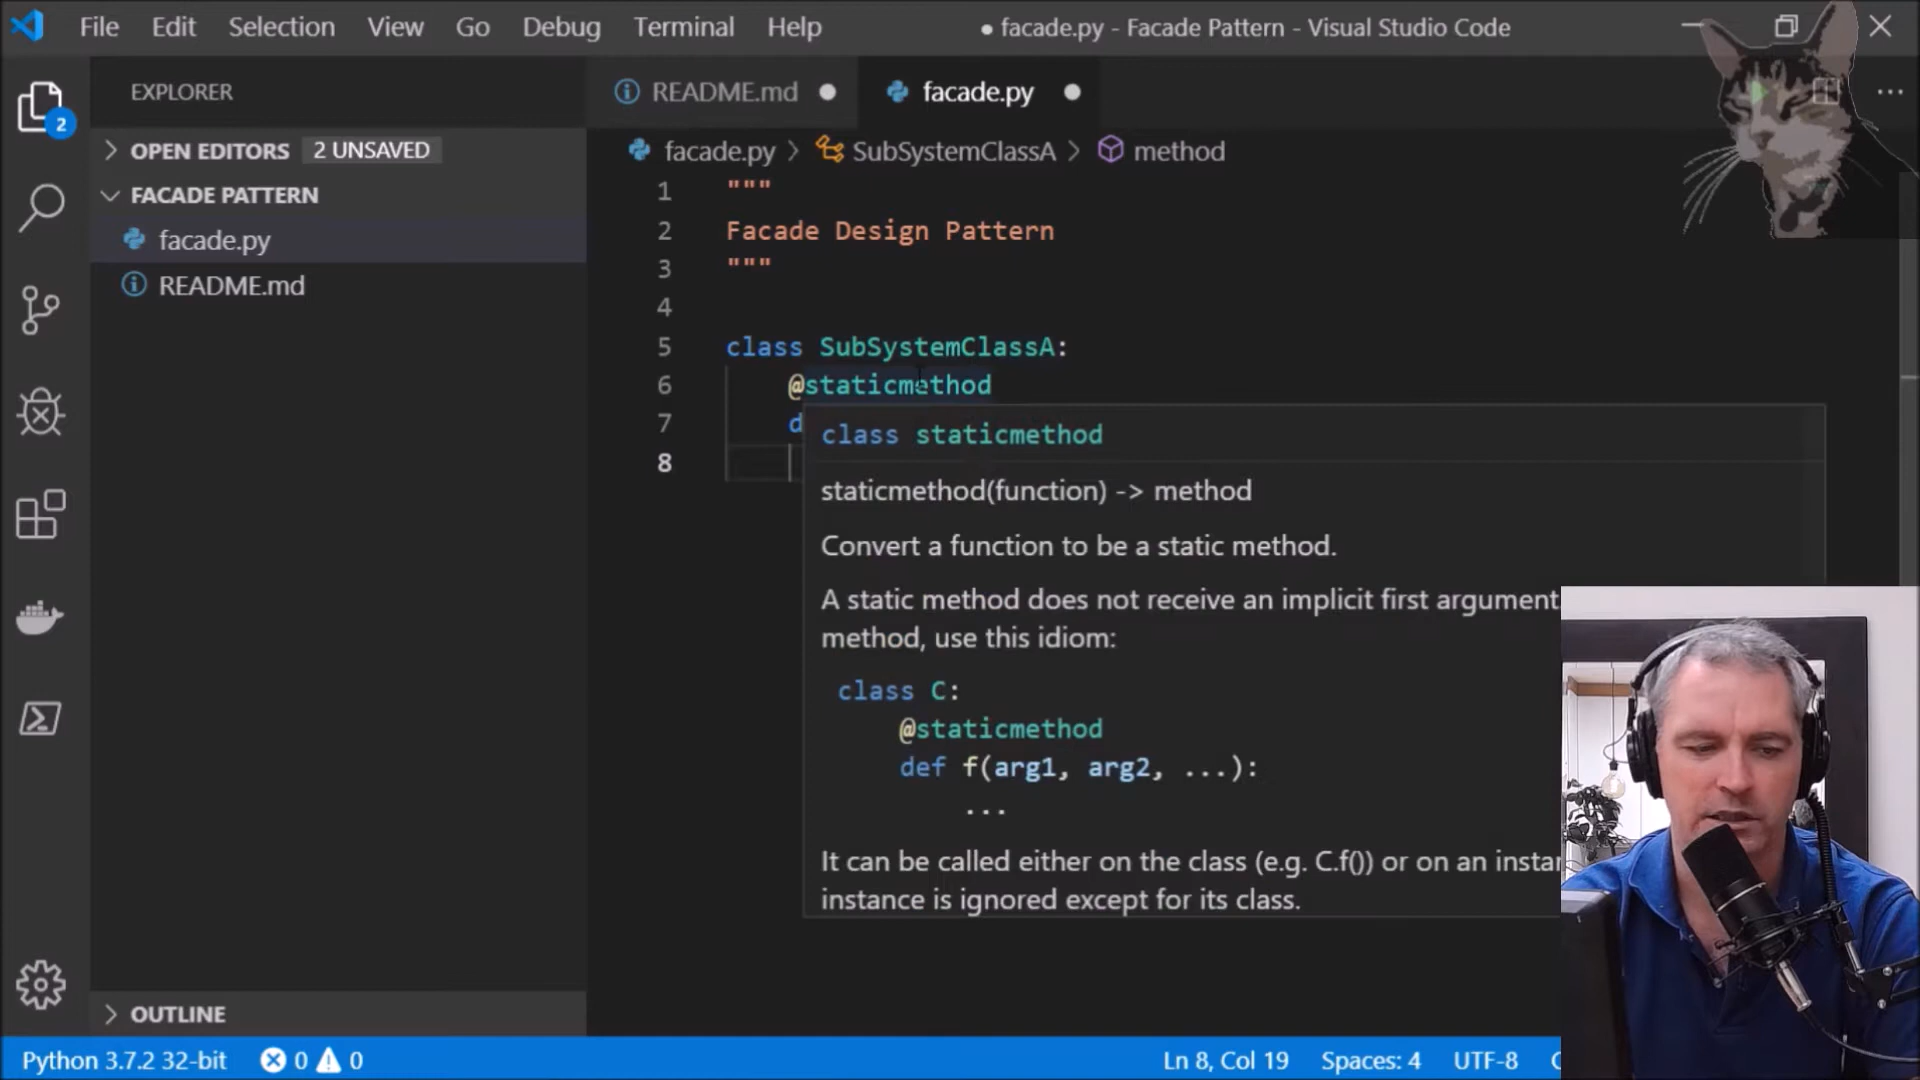 File Edit Selection View Go Debug Terminal Help
● facade.py - Facade Pattern - Visual Studio Code
EXPLORER
README.md
facade.py
OPEN EDITORS 2 UNSAVED
facade.py > SubSystemClassA > method
FACADE PATTERN
facade.py
README.md
2
1 """
2 Facade Design Pattern
3 """
4
5 class SubSystemClassA:
6 @staticmethod
7 d
8
class staticmethod
staticmethod(function) -> method
Convert a function to be a static method.
A static method does not receive an implicit first argument.
method, use this idiom:
class C:
@staticmethod
def f(arg1, arg2, ...):
...
It can be called either on the class (e.g. C.f()) or on an
instance is ignored except for its class.
OUTLINE
Python 3.7.2 32-bit 0 0 Ln 8, Col 19 Spaces: 4 UTF-8